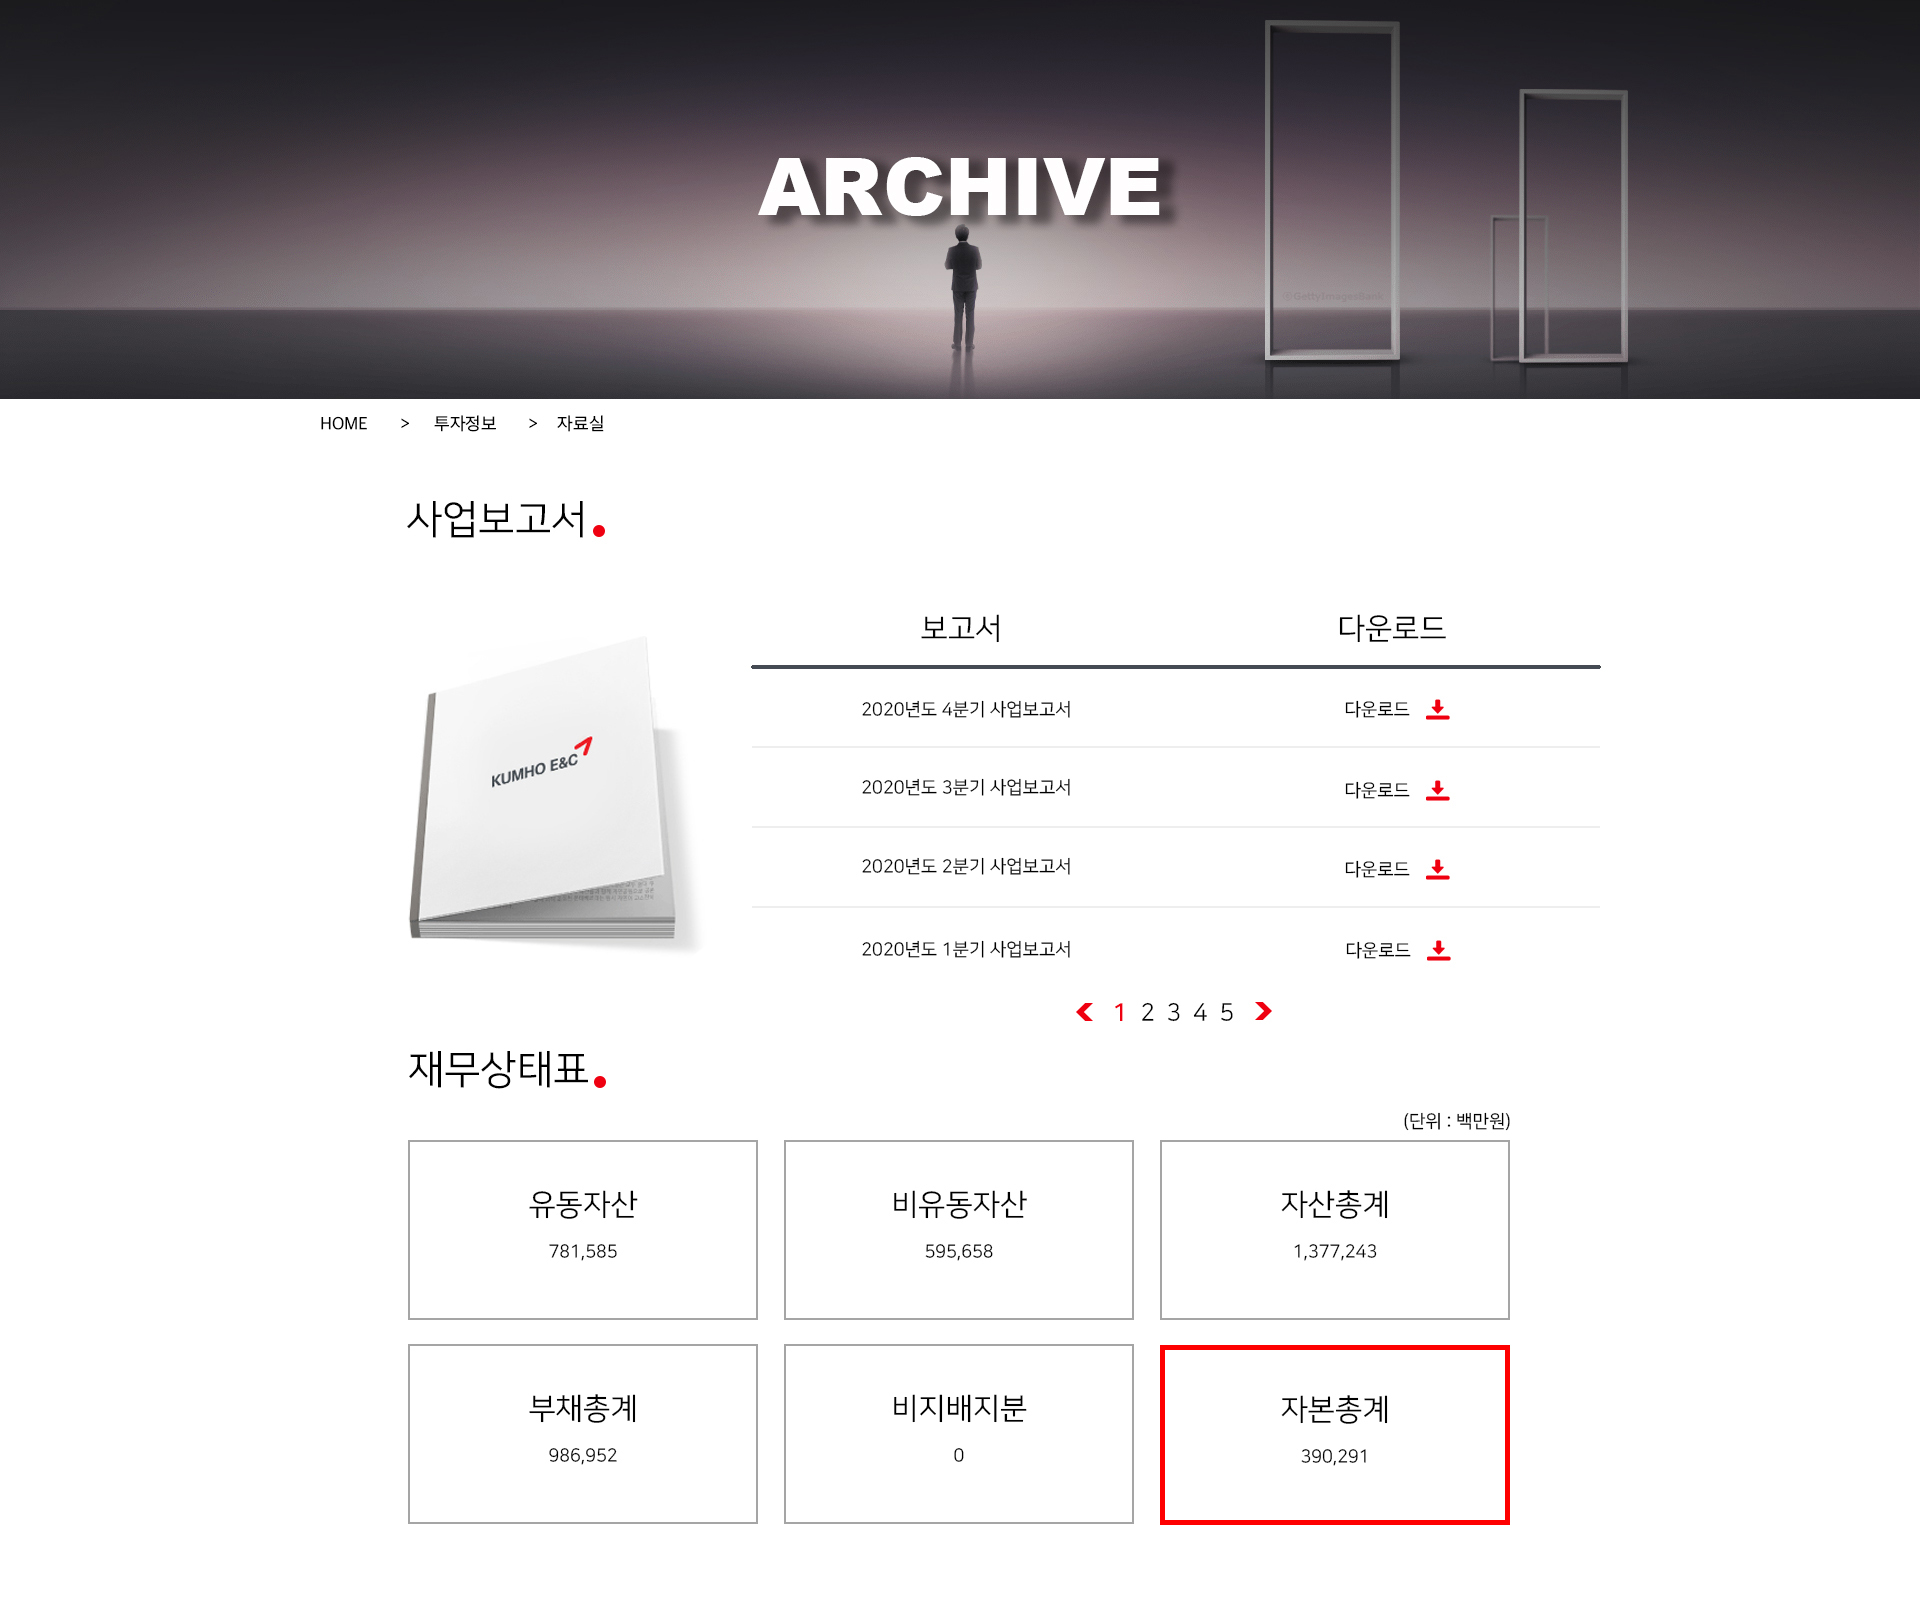 ARCHIVE
HOME > 투자정보 > 자료실
사업보고서
보고서 다운로드
KUMHO E&C
2020년도 4분기 사업보고서 다운로드
2020년도 3분기 사업보고서 다운로드
2020년도 2분기 사업보고서 다운로드
2020년도 1분기 사업보고서 다운로드
1 2 3 4 5
재무상태표
(단위 : 백만원)
유동자산
781,585
비유동자산
595,658
자산총계
1,377,243
부채총계
986,952
비지배지분
0
자본총계
390,291